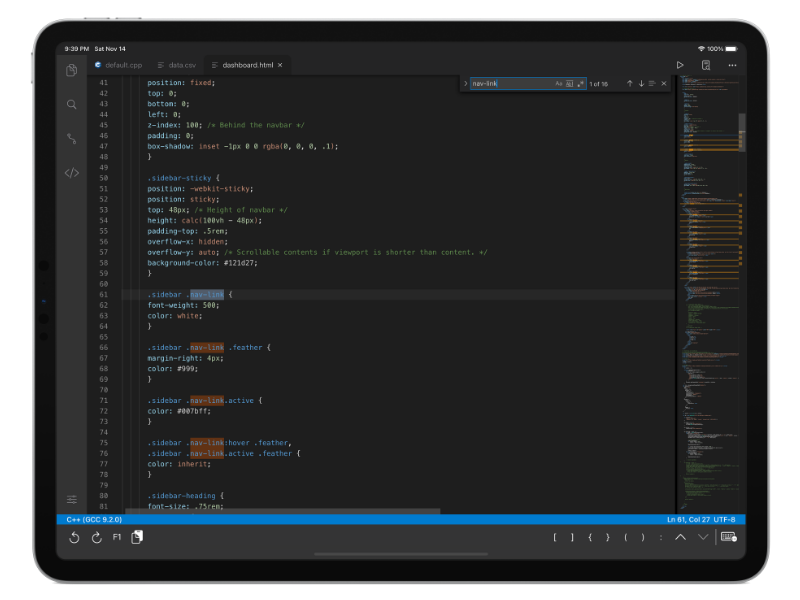 9:39 PM Sat Nov 14
100%
default.cpp
data.csv
dashboard.html ×
nav-link
Aa
1 of 16
41 position: fixed;
42 top: 0;
43 bottom: 0;
44 left: 0;
45 z-index: 100; /* Behind the navbar */
46 padding: 0;
47 box-shadow: inset -1px 0 0 rgba(0, 0, 0, .1);
48 }
49
50 .sidebar-sticky {
51 position: -webkit-sticky;
52 position: sticky;
53 top: 48px; /* Height of navbar */
54 height: calc(100vh - 48px);
55 padding-top: .5rem;
56 overflow-x: hidden;
57 overflow-y: auto; /* Scrollable contents if viewport is shorter than content. */
58 background-color: #121d27;
59 }
60
61 .sidebar .nav-link {
62 font-weight: 500;
63 color: white;
64 }
65
66 .sidebar .nav-link .feather {
67 margin-right: 4px;
68 color: #999;
69 }
70
71 .sidebar .nav-link.active {
72 color: #007bff;
73 }
74
75 .sidebar .nav-link:hover .feather,
76 .sidebar .nav-link.active .feather {
77 color: inherit;
78 }
79
80 .sidebar-heading {
81 font-size: .75rem;
C++ (GCC 9.2.0)
Ln 61, Col 27 UTF-8
F1
[ ] { } ( ) :